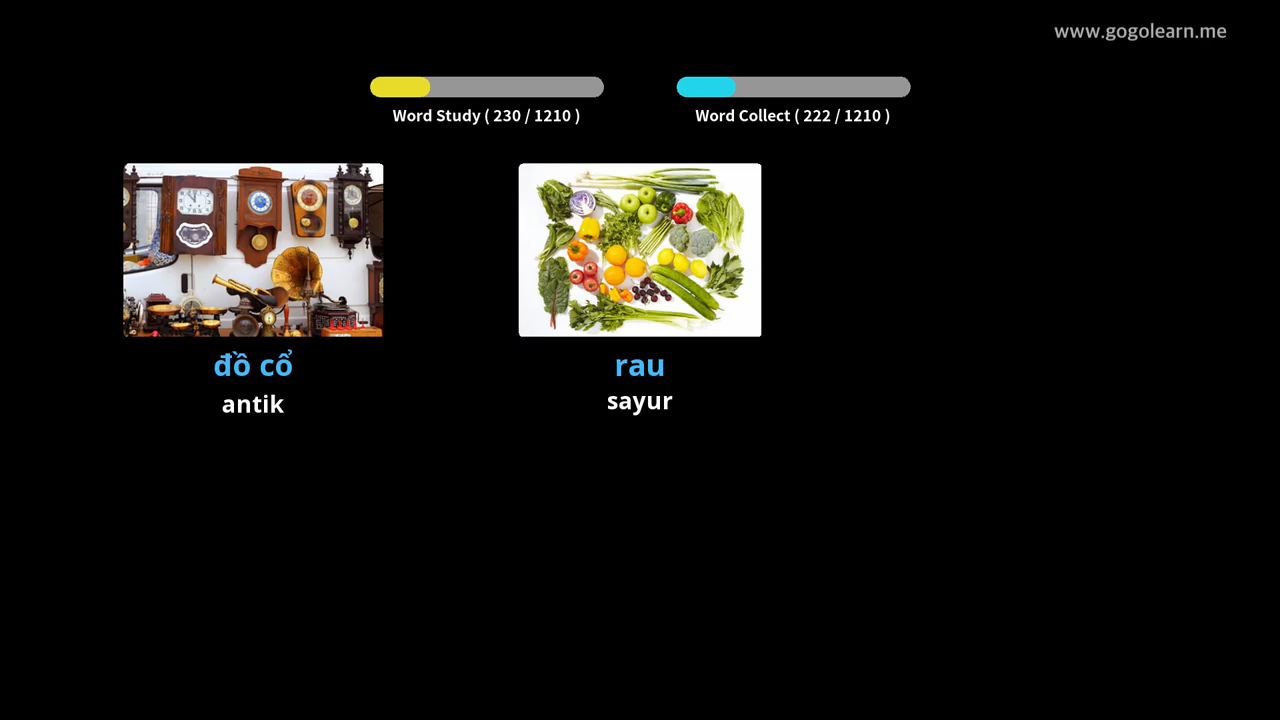 www.gogolearn.me
Word Study ( 230 / 1210 )
Word Collect ( 222 / 1210 )
đồ cổ
antik
rau
sayur